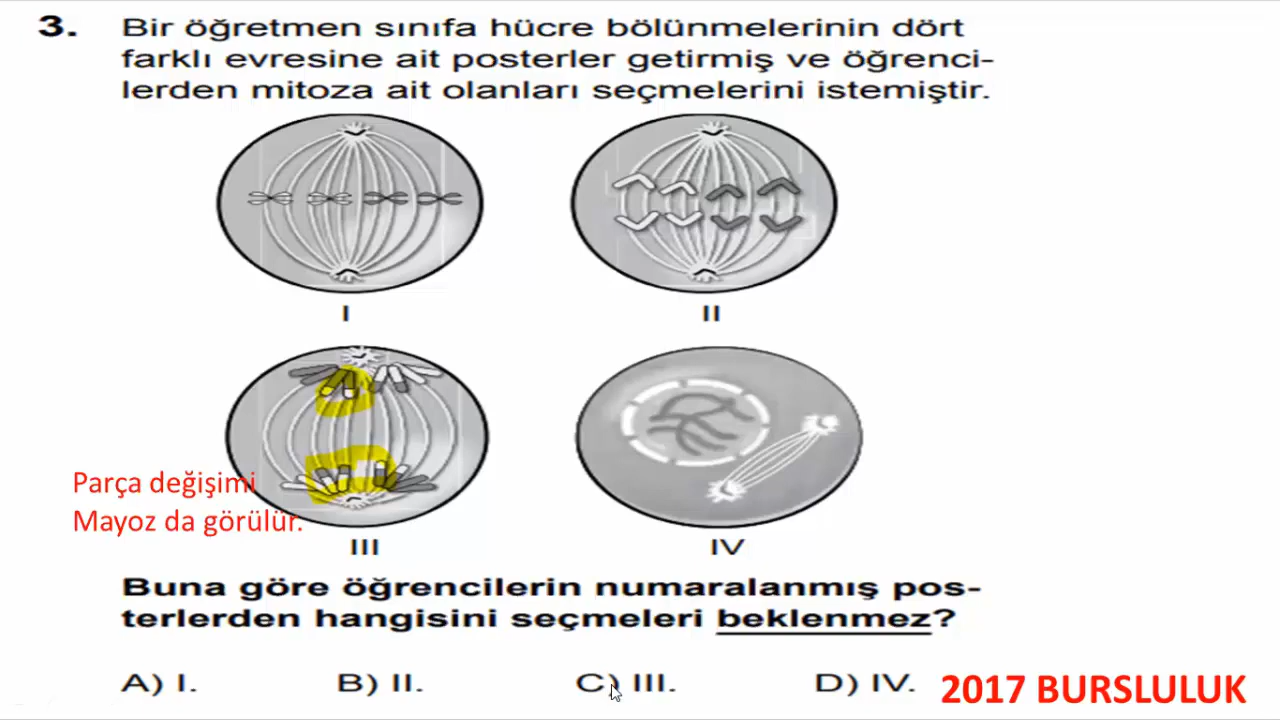 3. Bir öğretmen sınıfa hücre bölünmelerinin dört
farklı evresine ait posterler getirmiş ve öğrenci-
lerden mitoza ait olanları seçmelerini istemiştir.
I
II
Parça değişimi
Mayoz da görülür.
III
IV
Buna göre öğrencilerin numaralanmış pos-
terlerden hangisini seçmeleri beklenmez?
A) I. B) II. C) III. D) IV.
2017 BURSLULUK